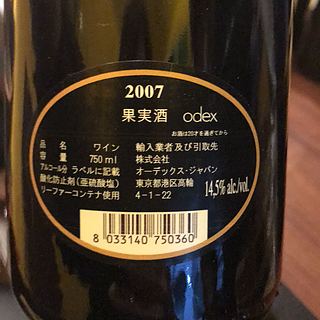 2007
果実酒 odex
お酒は20才を過ぎてから
品名 ワイン 輸入業者及び引取先
容量 750ml 株式会社
アルコール分 ラベルに記載 オーデックス・ジャパン
酸化防止剤(亜硫酸塩) 東京都港区高輪
リーファーコンテナ使用 4-1-22
14,5% alc./vol.
8 033140 750360